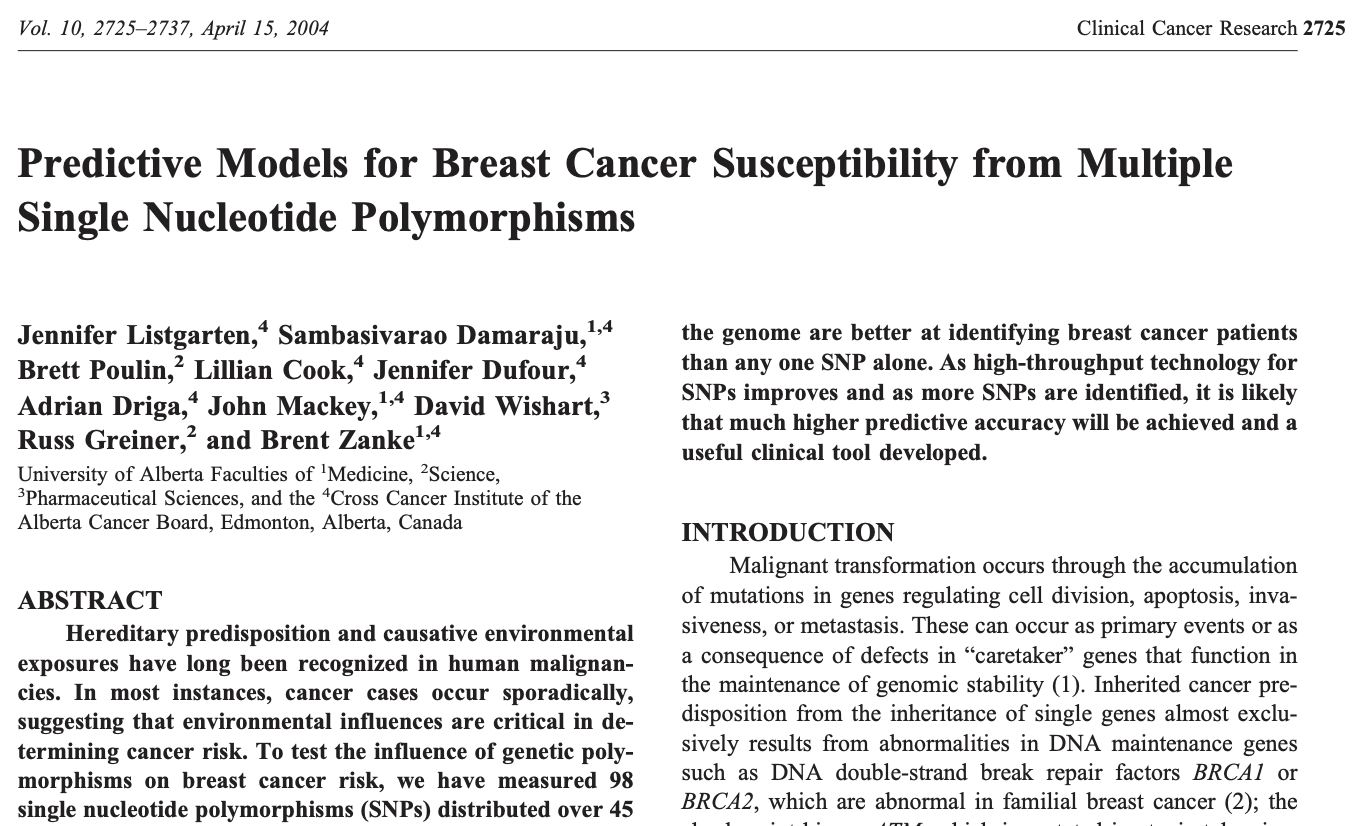 Vol. 10, 2725–2737, April 15, 2004
Clinical Cancer Research 2725
Predictive Models for Breast Cancer Susceptibility from Multiple
Single Nucleotide Polymorphisms
Jennifer Listgarten,4 Sambasivarao Damaraju,1,4
Brett Poulin,2 Lillian Cook,4 Jennifer Dufour,4
Adrian Driga,4 John Mackey,1,4 David Wishart,3
Russ Greiner,2 and Brent Zanke1,4
University of Alberta Faculties of 1Medicine, 2Science,
3Pharmaceutical Sciences, and the 4Cross Cancer Institute of the
Alberta Cancer Board, Edmonton, Alberta, Canada
ABSTRACT
Hereditary predisposition and causative environmental
exposures have long been recognized in human malignan-
cies. In most instances, cancer cases occur sporadically,
suggesting that environmental influences are critical in de-
termining cancer risk. To test the influence of genetic poly-
morphisms on breast cancer risk, we have measured 98
single nucleotide polymorphisms (SNPs) distributed over 45
the genome are better at identifying breast cancer patients
than any one SNP alone. As high-throughput technology for
SNPs improves and as more SNPs are identified, it is likely
that much higher predictive accuracy will be achieved and a
useful clinical tool developed.
INTRODUCTION
Malignant transformation occurs through the accumulation
of mutations in genes regulating cell division, apoptosis, inva-
siveness, or metastasis. These can occur as primary events or as
a consequence of defects in “caretaker” genes that function in
the maintenance of genomic stability (1). Inherited cancer pre-
disposition from the inheritance of single genes almost exclu-
sively results from abnormalities in DNA maintenance genes
such as DNA double-strand break repair factors BRCA1 or
BRCA2, which are abnormal in familial breast cancer (2); the